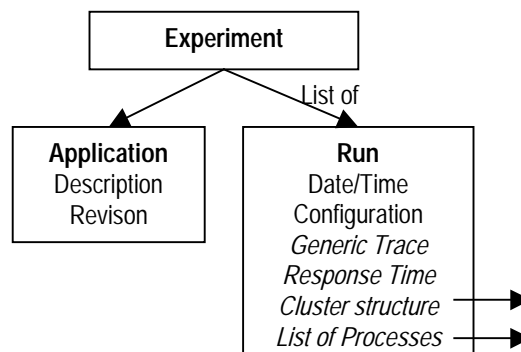 Experiment
List of
Application
Description
Revison
Run
Date/Time
Configuration
Generic Trace
Response Time
Cluster structure
List of Processes